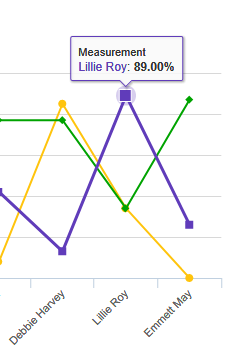 Measurement
Lillie Roy: 89.00%
Debbie Harvey
Lillie Roy
Emmett May